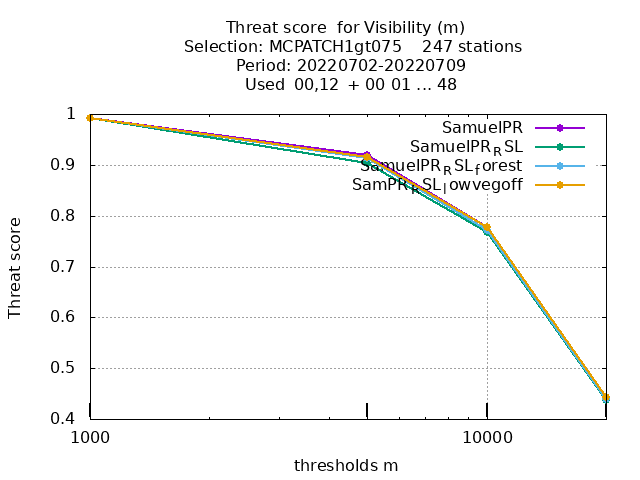 Threat score  for Visibility (m)
Selection: MCPATCH1gt075    247 stations
Period: 20220702-20220709
Used  00,12  + 00 01 ... 48
SamuelPR
SamuelPR_RSL
SamuelPR_RSL_forest
SamPR_RSL_lowvegoff
1
0.9
0.8
0.7
0.6
0.5
0.4
Threat score
1000 10000
thresholds m